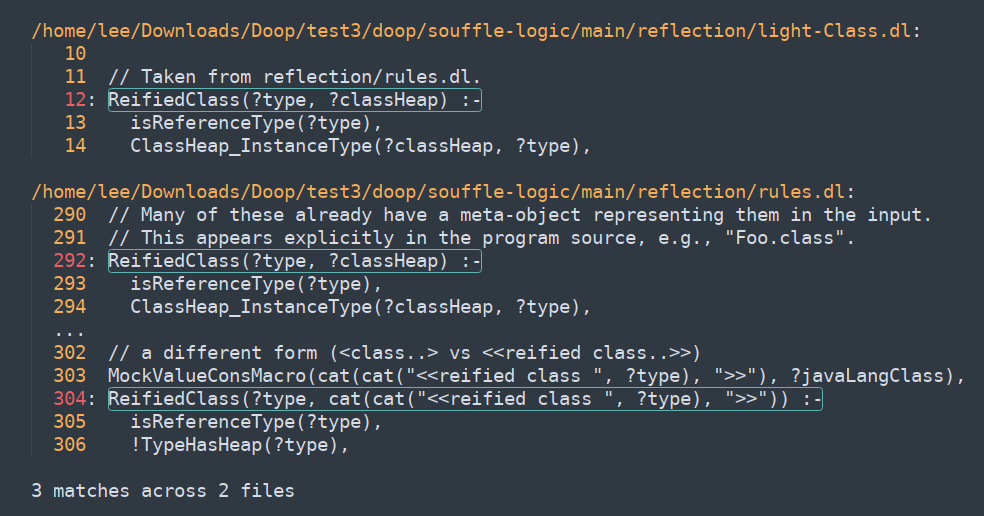 /home/lee/Downloads/Doop/test3/doop/souffle-logic/main/reflection/light-Class.dl:
10
11 // Taken from reflection/rules.dl.
12: ReifiedClass(?type, ?classHeap) :-
13 isReferenceType(?type),
14 ClassHeap_InstanceType(?classHeap, ?type),
/home/lee/Downloads/Doop/test3/doop/souffle-logic/main/reflection/rules.dl:
290 // Many of these already have a meta-object representing them in the input.
291 // This appears explicitly in the program source, e.g., "Foo.class".
292: ReifiedClass(?type, ?classHeap) :-
293 isReferenceType(?type),
294 ClassHeap_InstanceType(?classHeap, ?type),
...
302 // a different form (<class..> vs <<reified class..>>)
303 MockValueConsMacro(cat(cat("<<reified class ", ?type), ">>"), ?javaLangClass),
304: ReifiedClass(?type, cat(cat("<<reified class ", ?type), ">>")) :-
305 isReferenceType(?type),
306 !TypeHasHeap(?type),
3 matches across 2 files